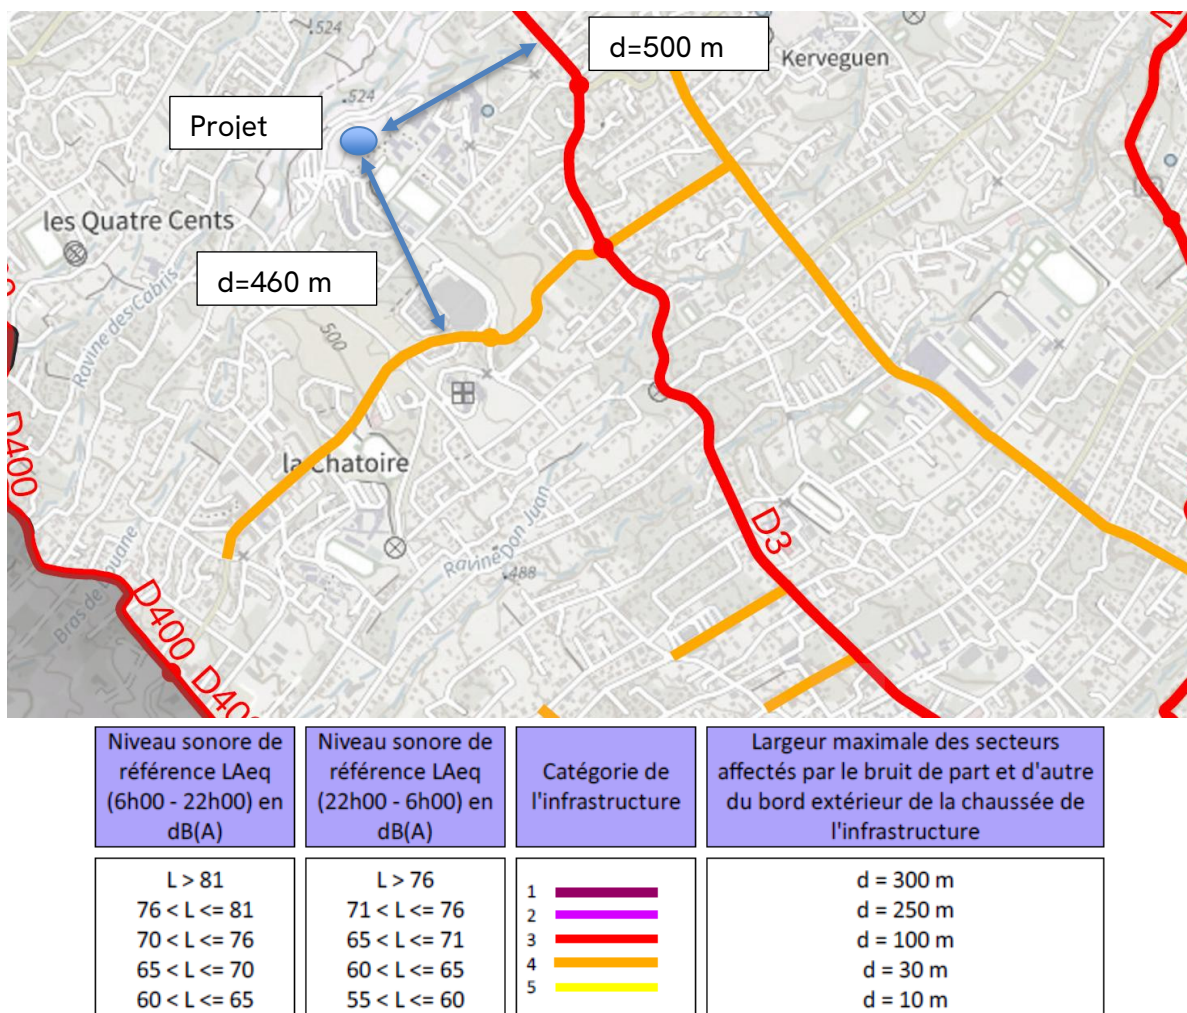 .524
d=500 m
Kerveguen
.524
Projet
les Quatre Cents
d=460 m
Ravine des Cabris
500
D400
la Chatoire
Ravine Don Juan
.488
D3
D400
D40
Niveau sonore de
référence LAeq
(6h00 - 22h00) en
dB(A)
Niveau sonore de
référence LAeq
(22h00 - 6h00) en
dB(A)
Catégorie de
l'infrastructure
Largeur maximale des secteurs
affectés par le bruit de part et d'autre
du bord extérieur de la chaussée de
l'infrastructure
L > 81 L > 76 1 d = 300 m
76 < L <= 81 71 < L <= 76 2 d = 250 m
70 < L <= 76 65 < L <= 71 3 d = 100 m
65 < L <= 70 60 < L <= 65 4 d = 30 m
60 < L <= 65 55 < L <= 60 5 d = 10 m